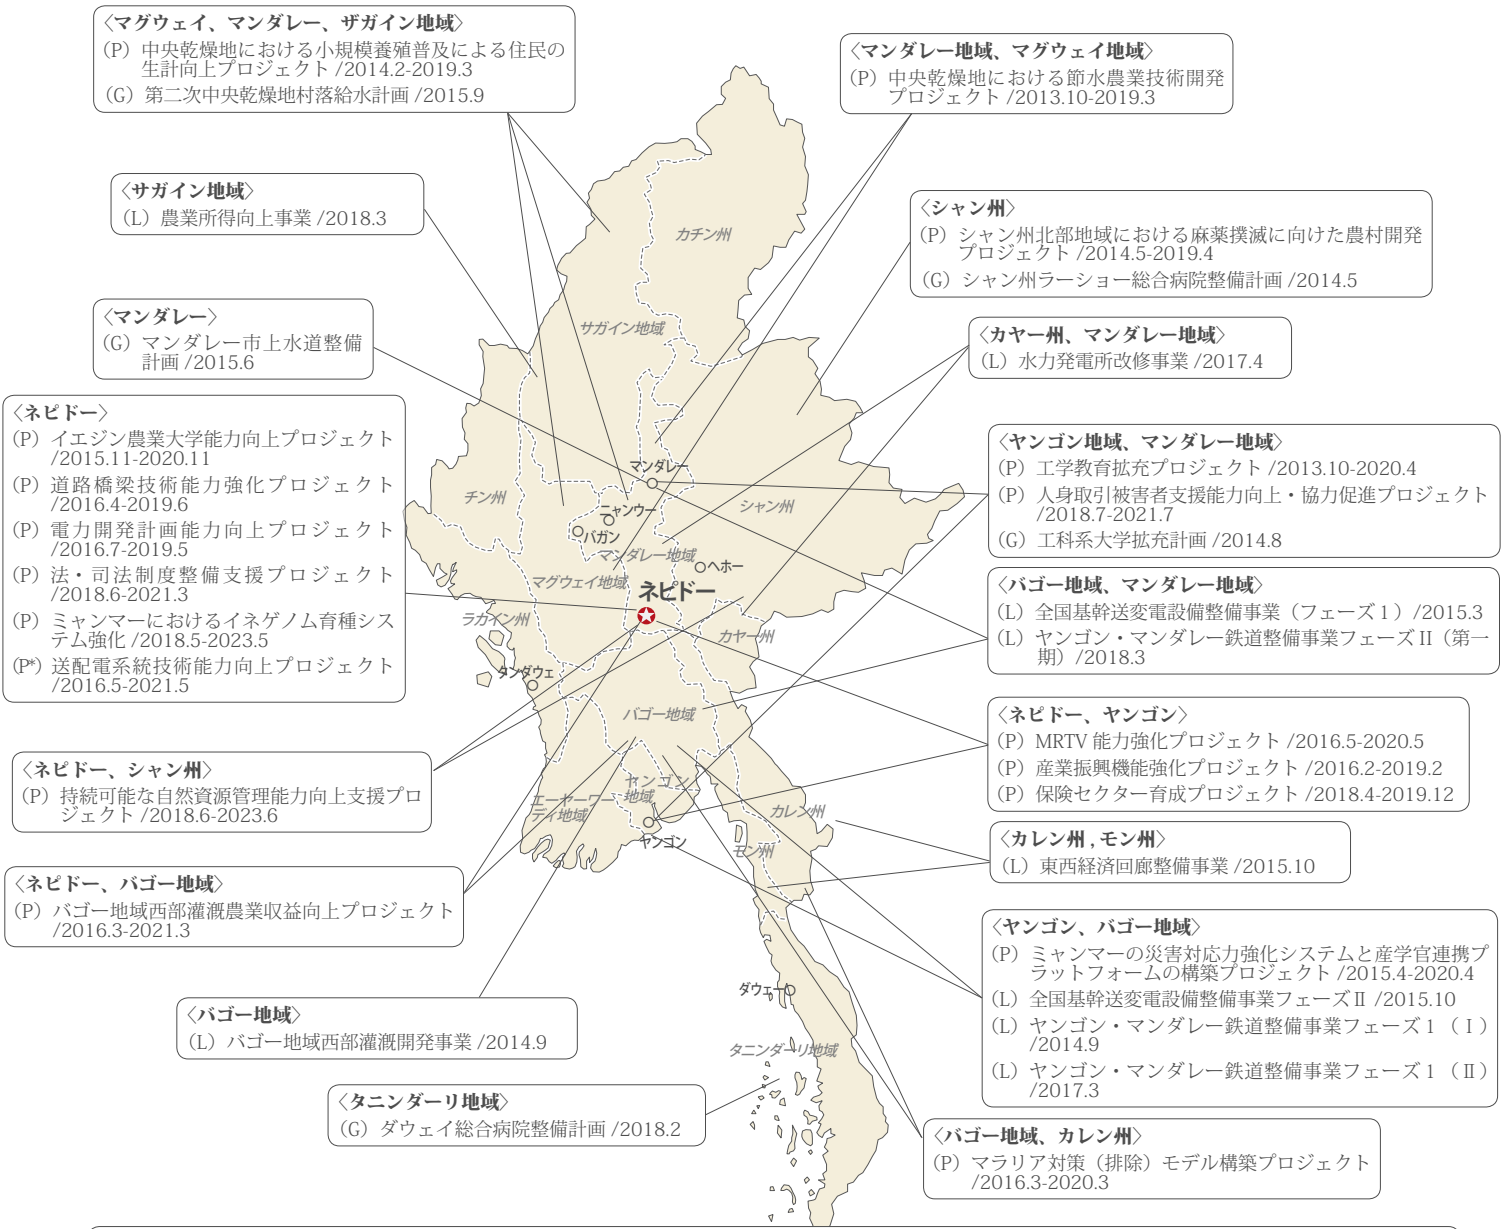 〈マグウェイ、マンダレー、ザガイン地域〉
（P）中央乾燥地における小規模養殖普及による住民の
生計向上プロジェクト /2014.2-2019.3
（G）第二次中央乾燥地村落給水計画 /2015.9
〈マンダレー地域、マグウェイ地域〉
（P）中央乾燥地における節水農業技術開発
プロジェクト /2013.10-2019.3
〈サガイン地域〉
（L）農業所得向上事業 /2018.3
〈シャン州〉
（P）シャン州北部地域における麻薬撲滅に向けた農村開発
プロジェクト /2014.5-2019.4
（G）シャン州ラーショー総合病院整備計画 /2014.5
〈マンダレー〉
（G）マンダレー市上水道整備
計画 /2015.6
〈カヤー州、マンダレー地域〉
（L）水力発電所改修事業 /2017.4
〈ネピドー〉
（P）イエジン農業大学能力向上プロジェクト
/2015.11-2020.11
（P）道路橋梁技術能力強化プロジェクト
/2016.4-2019.6
（P）電力開発計画能力向上プロジェクト
/2016.7-2019.5
（P）法・司法制度整備支援プロジェクト
/2018.6-2021.3
（P）ミャンマーにおけるイネゲノム育種シス
テム強化 /2018.5-2023.5
（P*）送配電系統技術能力向上プロジェクト
/2016.5-2021.5
〈ヤンゴン地域、マンダレー地域〉
（P）工学教育拡充プロジェクト /2013.10-2020.4
（P）人身取引被害者支援能力向上・協力促進プロジェクト
/2018.7-2021.7
（G）工科系大学拡充計画 /2014.8
〈バゴー地域、マンダレー地域〉
（L）全国基幹送変電設備整備事業（フェーズ 1 ）/2015.3
（L）ヤンゴン・マンダレー鉄道整備事業フェーズ II（第一
期）/2018.3
〈ネピドー、ヤンゴン〉
（P）MRTV 能力強化プロジェクト /2016.5-2020.5
（P）産業振興機能強化プロジェクト /2016.2-2019.2
（P）保険セクター育成プロジェクト /2018.4-2019.12
〈ネピドー、シャン州〉
（P）持続可能な自然資源管理能力向上支援プロ
ジェクト /2018.6-2023.6
〈カレン州 , モン州〉
（L）東西経済回廊整備事業 /2015.10
〈ネピドー、バゴー地域〉
（P）バゴー地域西部灌漑農業収益向上プロジェクト
/2016.3-2021.3
〈ヤンゴン、バゴー地域〉
（P）ミャンマーの災害対応力強化システムと産学官連携プ
ラットフォームの構築プロジェクト /2015.4-2020.4
（L）全国基幹送変電設備整備事業フェーズ Ⅱ /2015.10
（L）ヤンゴン・マンダレー鉄道整備事業フェーズ 1 （ Ⅰ ）
/2014.9
（L）ヤンゴン・マンダレー鉄道整備事業フェーズ 1 （ Ⅱ ）
/2017.3
〈バゴー地域〉
（L）バゴー地域西部灌漑開発事業 /2014.9
〈タニンダーリ地域〉
（G）ダウェイ総合病院整備計画 /2018.2
〈バゴー地域、カレン州〉
（P）マラリア対策（排除）モデル構築プロジェクト
/2016.3-2020.3
カチン州
サガイン地域
マンダレー
チン州
シャン州
ニャンウー
バガン
マンダレー地域
ヘホー
マグウェイ地域
ネピドー
ラカイン州
カヤー州
タンダウェ
バゴー地域
ヤンゴン
地域
エーヤーワー
ディ地域
カレン州
ヤンゴン
モン州
ダウェー
タニンダーリ地域